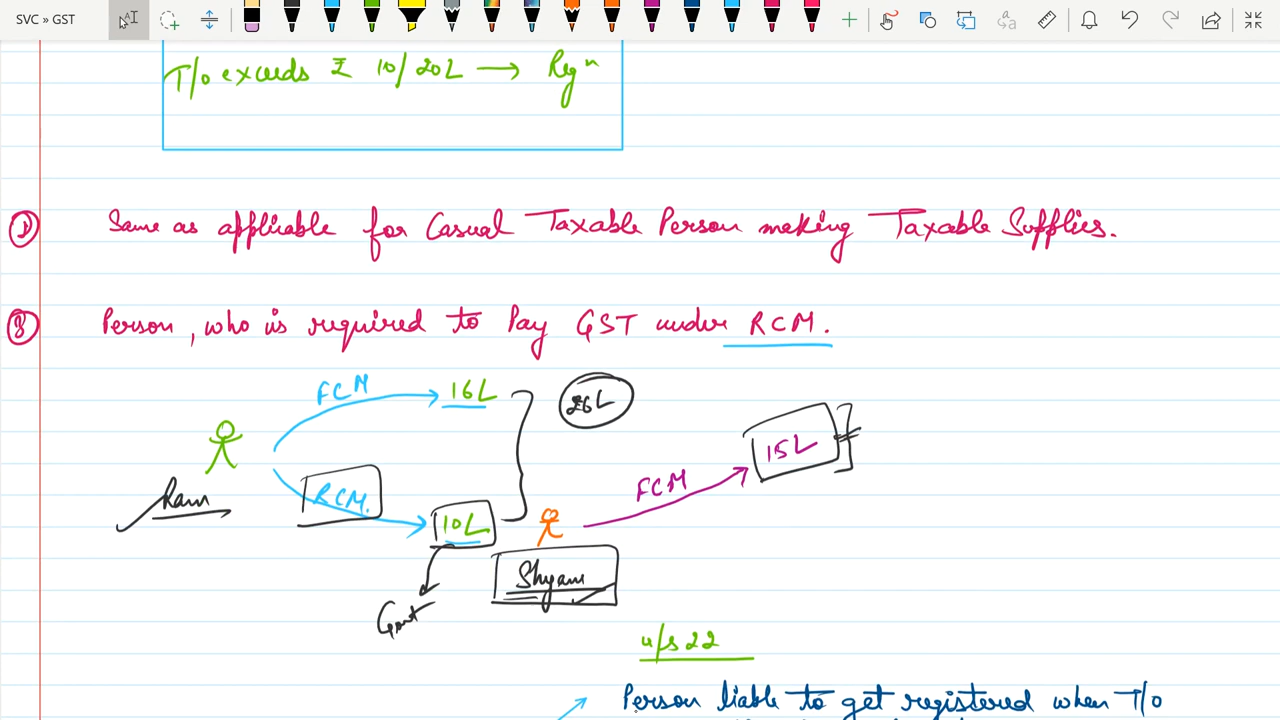 SVC » GST
T/o exceeds ₹ 10/20L → Regn
① Same as applicable for Casual Taxable Person making Taxable Supplies.
⑧ Person, who is required to Pay GST under RCM.
FCM 16L
26L
15L
Ram
RCM. 10L
FCM
Shyam
Govt
u/s 22
Person liable to get registered when T/o